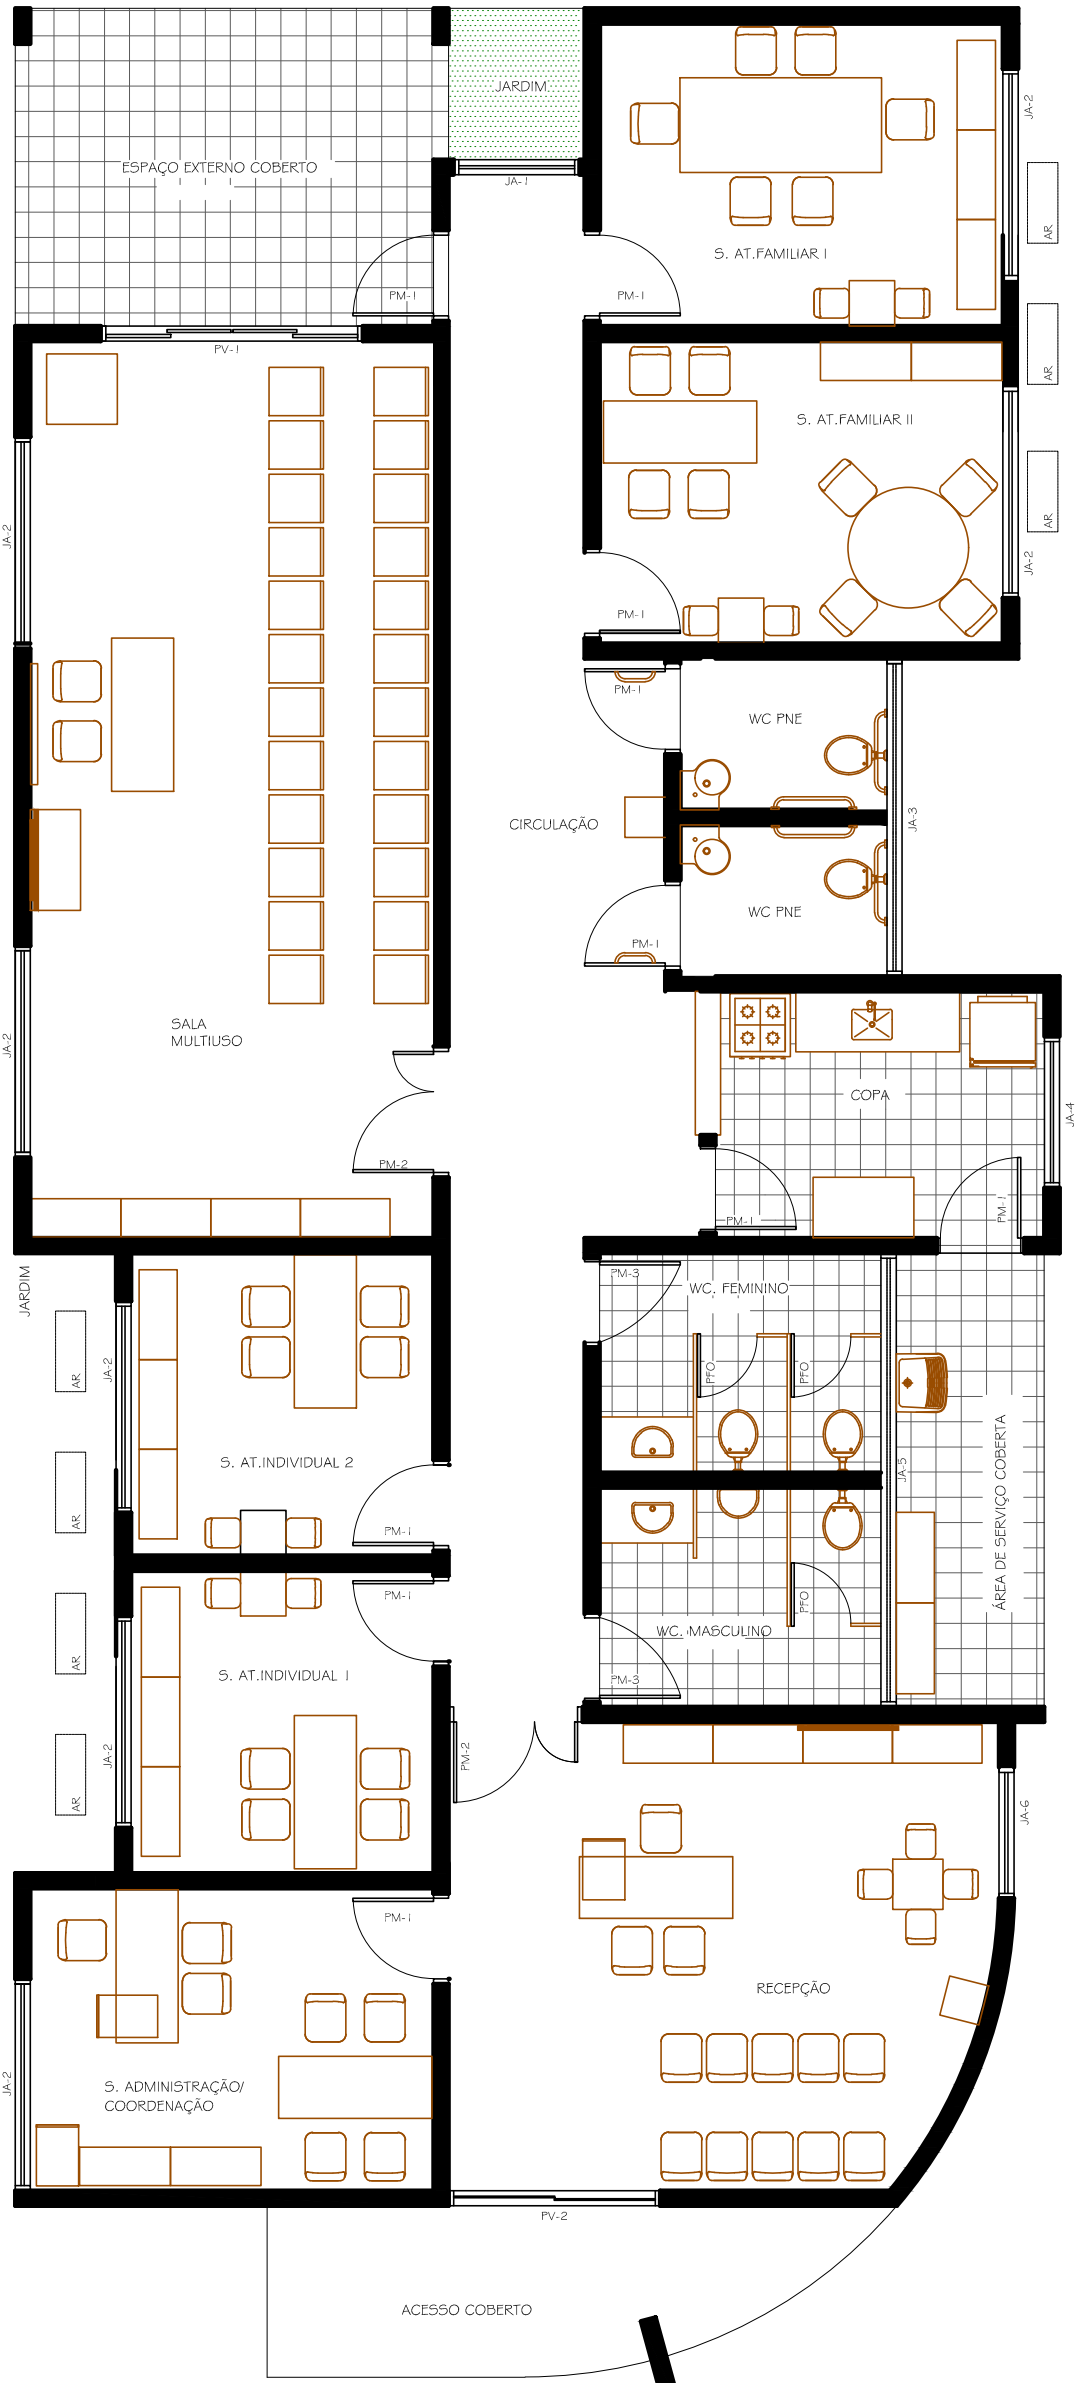 JARDIM
JA-2
ESPAÇO EXTERNO COBERTO
JA-1
AR
S. AT.FAMILIAR I
PM-1
PM-1
PV-1
AR
S. AT.FAMILIAR II
AR
JA-2
JA-2
PM-1
PM-1
WC PNE
JA-3
CIRCULAÇÃO
WC PNE
PM-1
SALA
MULTIUSO
JA-2
COPA
JA-4
PM-2
PM-1
PM-1
JARDIM
PM-3
WC. FEMININO
AR
JA-2
PFO
PFO
S. AT.INDIVIDUAL 2
JA-5
ÁREA DE SERVIÇO COBERTA
AR
PM-1
PM-1
PFO
AR
WC. MASCULINO
S. AT.INDIVIDUAL 1
PM-3
JA-2
PM-2
AR
JA-6
PM-1
RECEPÇÃO
JA-2
S. ADMINISTRAÇÃO/
COORDENAÇÃO
PV-2
ACESSO COBERTO